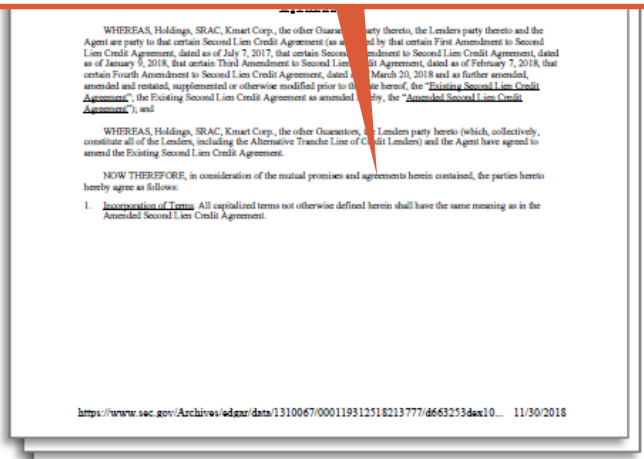 WHEREAS, Holdings, SRAC, Kmart Corp., the other Guaran party thereto, the Lenders party thereto and the
Agent are party to that certain Second Lien Credit Agreement (as a ed by that certain First Amendment to Second
Lien Credit Agreement, dated as of July 7, 2017, that certain Secon endment to Second Lien Credit Agreement, dated
as of January 9, 2018, that certain Third Amendment to Second Lien dit Agreement, dated as of February 7, 2018, that
certain Fourth Amendment to Second Lien Credit Agreement, dated March 20, 2018 and as further amended,
amended and restated, supplemented or otherwise modified prior to th te hereof, the “Existing Second Lien Credit
Agreement”; the Existing Second Lien Credit Agreement as amended by, the “Amended Second Lien Credit
Agreement”); and
WHEREAS, Holdings, SRAC, Kmart Corp., the other Guarantors, Lenders party hereto (which, collectively,
constitute all of the Lenders, including the Alternative Tranche Line of C dit Lenders) and the Agent have agreed to
amend the Existing Second Lien Credit Agreement.
NOW THEREFORE, in consideration of the mutual promises and agreements herein contained, the parties hereto
hereby agree as follows:
1. Incorporation of Terms. All capitalized terms not otherwise defined herein shall have the same meaning as in the
Amended Second Lien Credit Agreement.
https://www.sec.gov/Archives/edgar/data/1310067/000119312518213777/d663253dex10... 11/30/2018